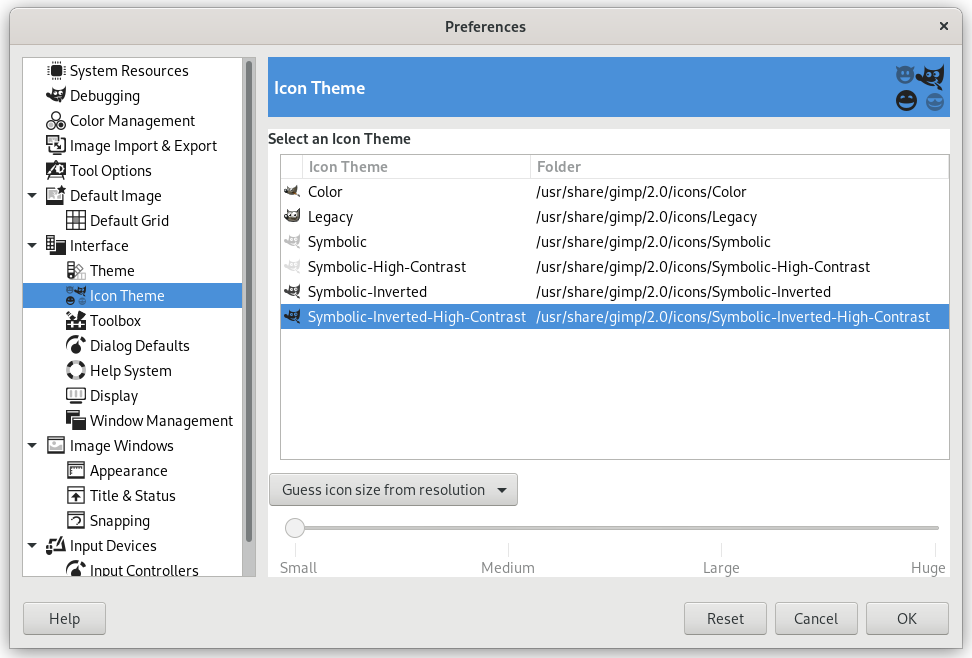 Preferences
System Resources
Debugging
Color Management
Image Import & Export
Tool Options
Default Image
Default Grid
Interface
Theme
Icon Theme
Toolbox
Dialog Defaults
Help System
Display
Window Management
Image Windows
Appearance
Title & Status
Snapping
Input Devices
Input Controllers
Icon Theme
Select an Icon Theme
Icon Theme Folder
Color /usr/share/gimp/2.0/icons/Color
Legacy /usr/share/gimp/2.0/icons/Legacy
Symbolic /usr/share/gimp/2.0/icons/Symbolic
Symbolic-High-Contrast /usr/share/gimp/2.0/icons/Symbolic-High-Contrast
Symbolic-Inverted /usr/share/gimp/2.0/icons/Symbolic-Inverted
Symbolic-Inverted-High-Contrast /usr/share/gimp/2.0/icons/Symbolic-Inverted-High-Contrast
Guess icon size from resolution
Small Medium Large Huge
Help Reset Cancel OK